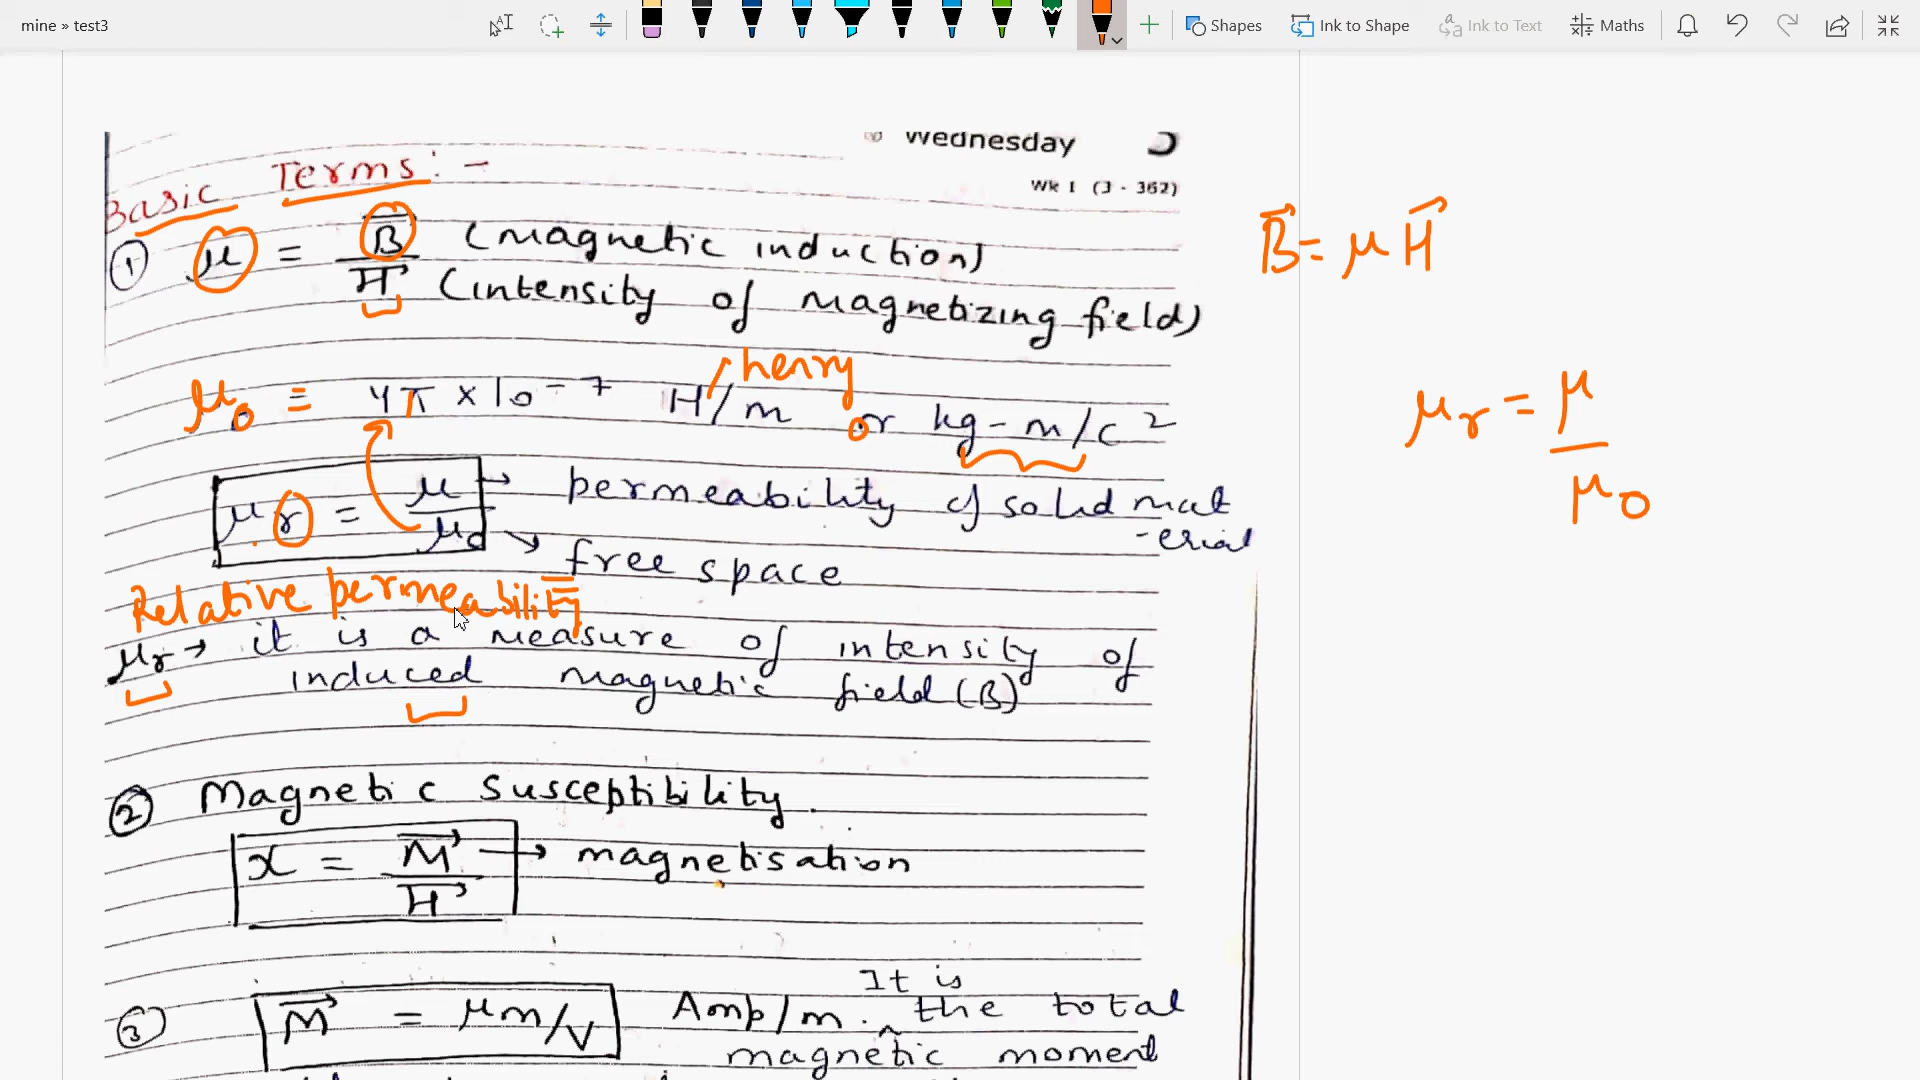 mine » test3
Shapes
Ink to Shape
Ink to Text
Maths
Wednesday
Wk 1 (3 - 362)
Basic Terms :-
① μ = B/H (magnetic induction)
(intensity of magnetizing field)
B = μH
henry
μ0 = 4π × 10-7 H/m or kg-m/c2
μr = μ/μ0
μr = μ/μ0 → permeability of solid mat
-erial
free space
Relative permeability
μr → it is a measure of intensity of
induced magnetic field (B)
② Magnetic Susceptibility.
x = M/H → magnetisation
It is
③ M = μm/V Amp/m. ^ the total
magnetic moment